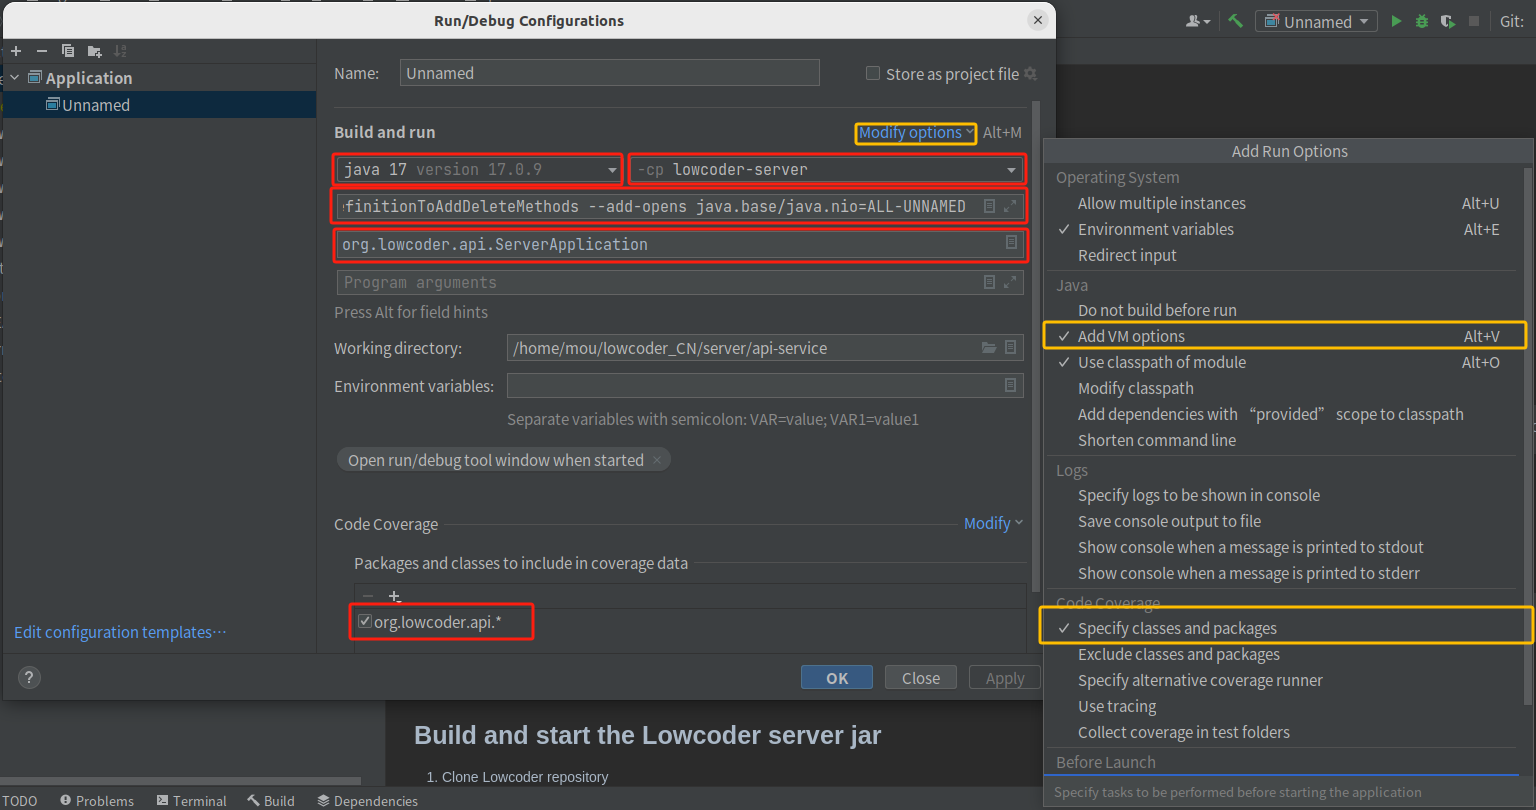 Run/Debug Configurations
Unnamed
Git:
Application
Unnamed
Name:
Unnamed
Store as project file
Build and run
Modify options
Alt+M
java 17 version 17.0.9
-cp lowcoder-server
finitionToAddDeleteMethods --add-opens java.base/java.nio=ALL-UNNAMED
org.lowcoder.api.ServerApplication
Program arguments
Press Alt for field hints
Working directory:
/home/mou/lowcoder_CN/server/api-service
Environment variables:
Separate variables with semicolon: VAR=value; VAR1=value1
Open run/debug tool window when started
Code Coverage
Modify
Packages and classes to include in coverage data
org.lowcoder.api.*
Edit configuration templates...
?
OK
Close
Apply
Add Run Options
Operating System
Allow multiple instances
Alt+U
Environment variables
Alt+E
Redirect input
Java
Do not build before run
Add VM options
Alt+V
Use classpath of module
Alt+O
Modify classpath
Add dependencies with “provided” scope to classpath
Shorten command line
Logs
Specify logs to be shown in console
Save console output to file
Show console when a message is printed to stdout
Show console when a message is printed to stderr
Code Coverage
Specify classes and packages
Exclude classes and packages
Specify alternative coverage runner
Use tracing
Collect coverage in test folders
Before Launch
Specify tasks to be performed before starting the application
Build and start the Lowcoder server jar
1. Clone Lowcoder repository
TODO
Problems
Terminal
Build
Dependencies